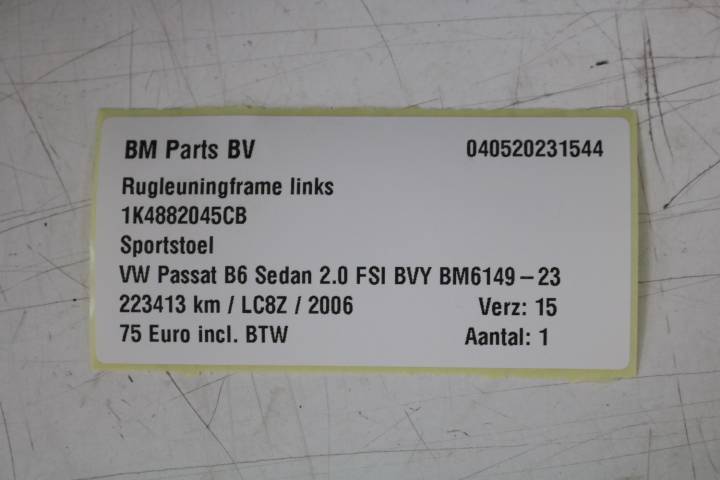 BM Parts BV 040520231544
Rugleuningframe links
1K4882045CB
Sportstoel
VW Passat B6 Sedan 2.0 FSI BVY BM6149-23
223413 km / LC8Z / 2006 Verz: 15
75 Euro incl. BTW Aantal: 1